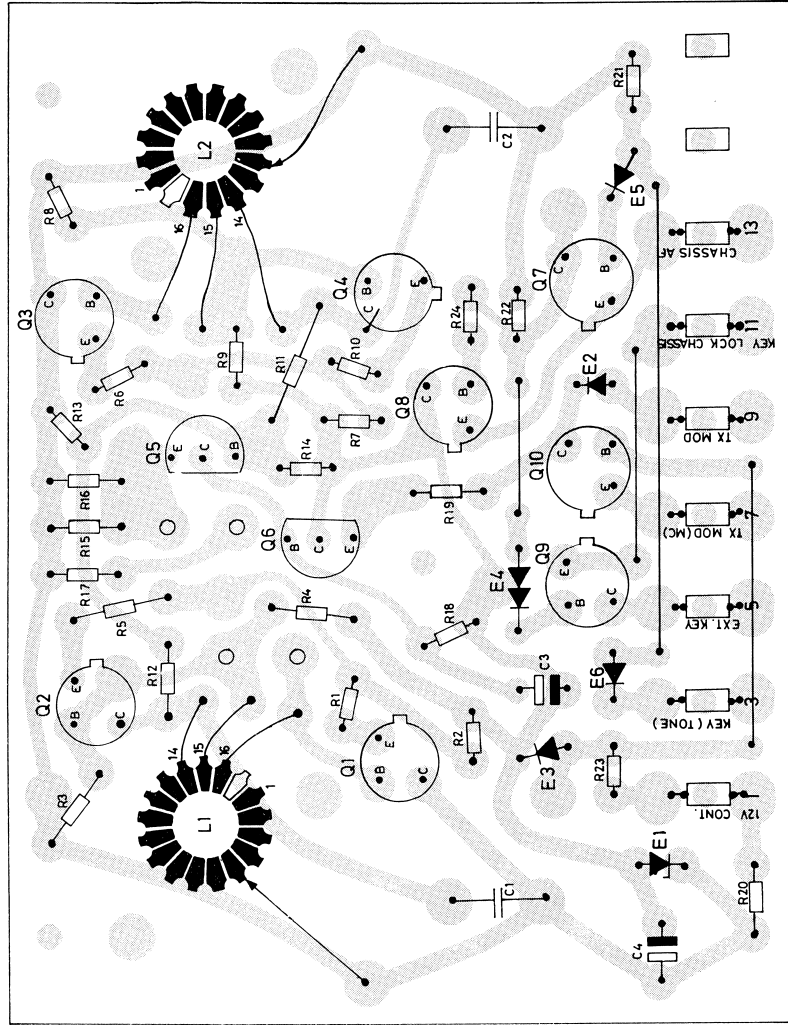 Q2
Q3
R3
B
E
C
R17
R15
R16
R13
C
B
E
R8
R5
R6
R12
Q5
E
C
B
L1
14
15
16
1
L2
1
16
15
14
R9
Q6
B
C
E
R4
R14
R11
R1
R7
R10
Q4
C
B
E
Q1
B
E
C
R2
R18
R19
Q8
C
B
E
R24
R22
C1
C2
E4
C3
E3
Q9
B
E
C
Q10
C
B
E
Q7
C
B
E
R23
E6
E2
E5
R21
C4
E1
R20
12V CONT.
1
KEY (TONE)
3
EXT. KEY
5
TX MOD (MC)
7
TX MOD
9
KEY LOCK CHASSIS
11
CHASSIS AF
13